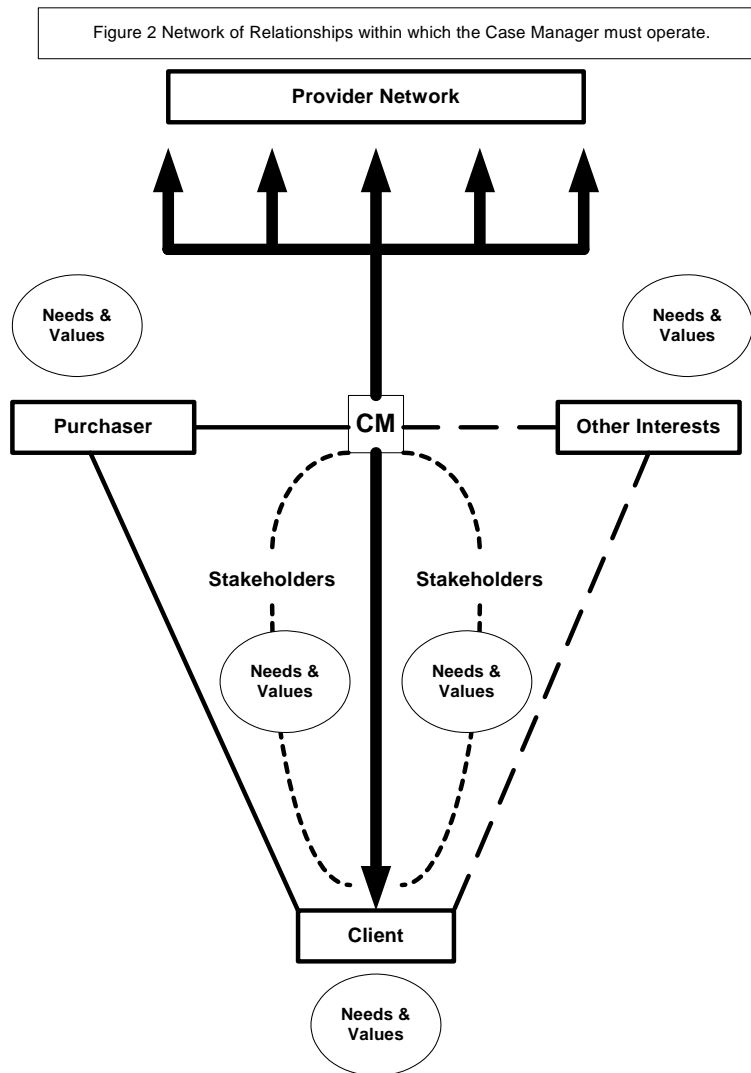 Figure 2 Network of Relationships within which the Case Manager must operate.
Provider Network
Needs &
Values
Needs &
Values
Purchaser
CM
Other Interests
Stakeholders
Stakeholders
Needs &
Values
Needs &
Values
Client
Needs &
Values